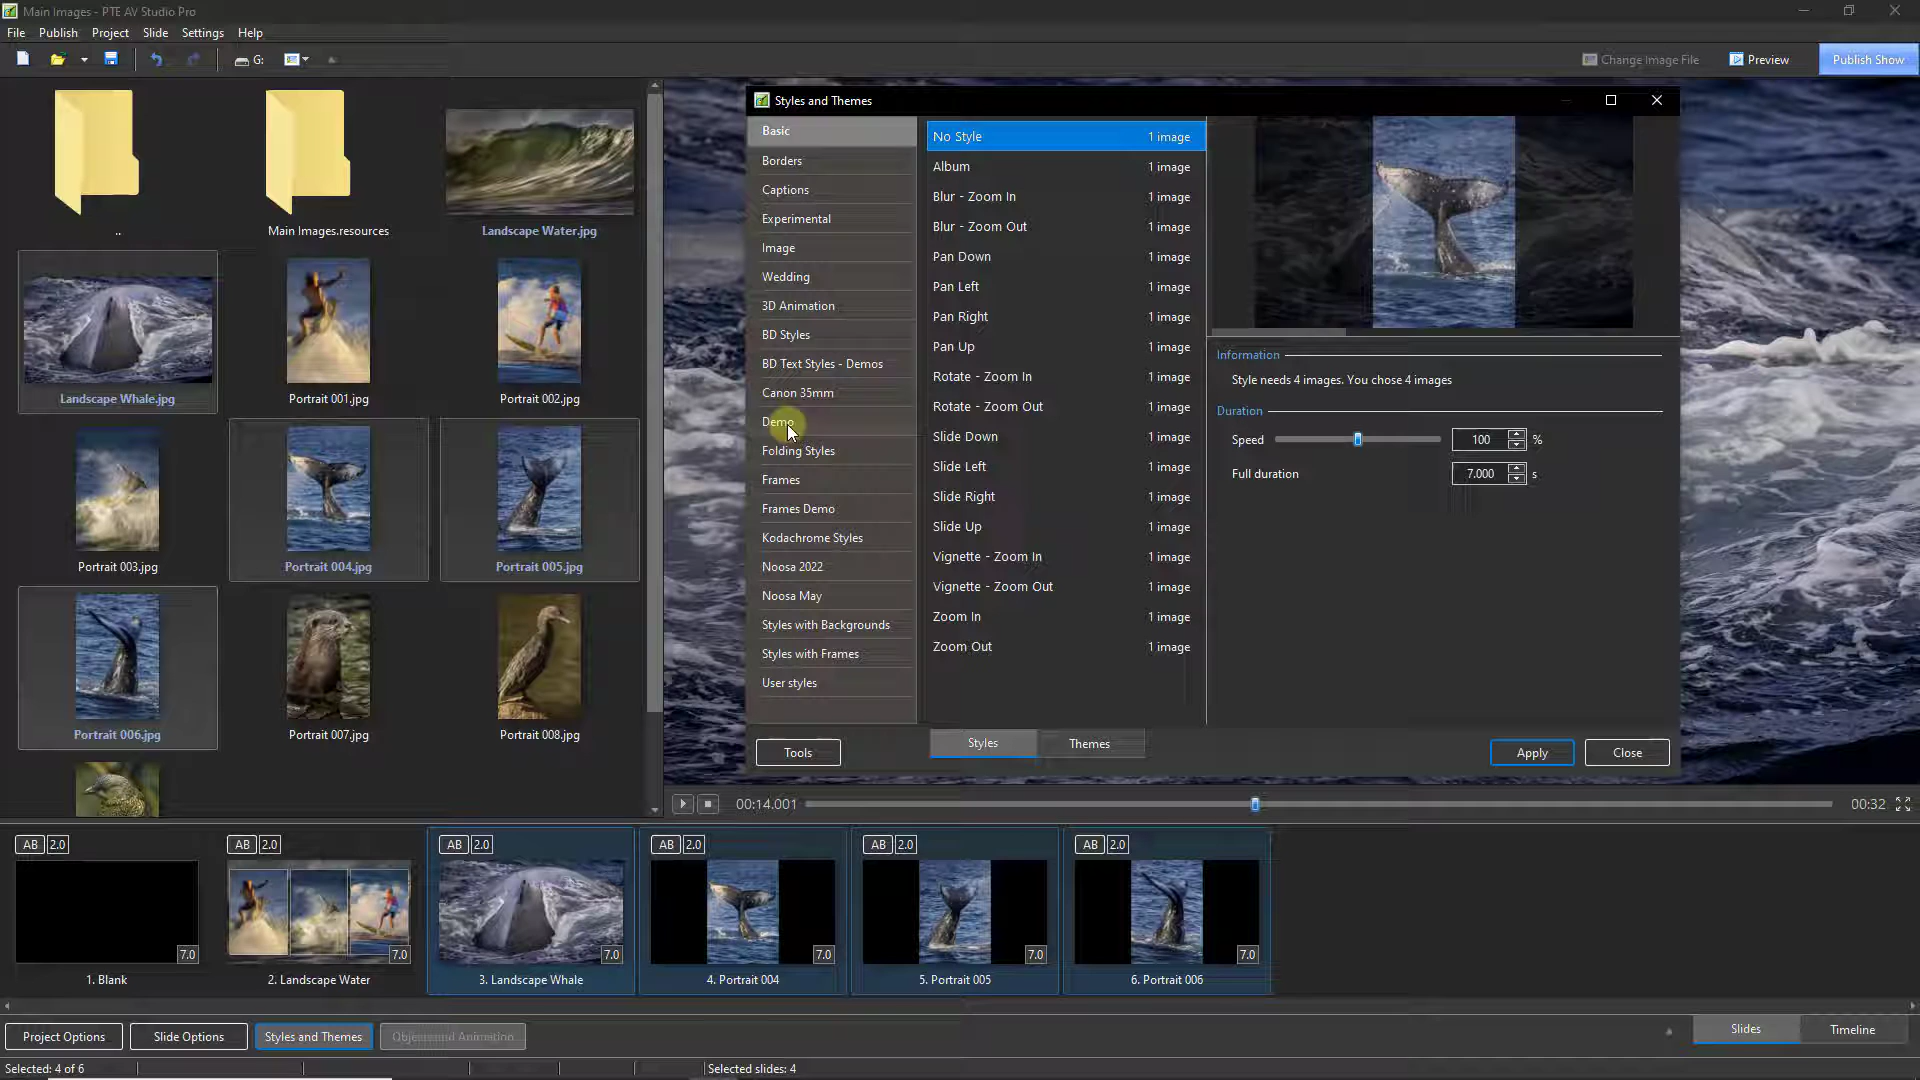 Main Images - PTE AV Studio Pro
File Publish Project Slide Settings Help
G: Change Image File Preview Publish Show
Styles and Themes
Basic
Borders
Captions
Experimental
Image
Wedding
3D Animation
BD Styles
BD Text Styles - Demos
Canon 35mm
Demo
Folding Styles
Frames
Frames Demo
Kodachrome Styles
Noosa 2022
Noosa May
Styles with Backgrounds
Styles with Frames
User styles
No Style 1 image
Album 1 image
Blur - Zoom In 1 image
Blur - Zoom Out 1 image
Pan Down 1 image
Pan Left 1 image
Pan Right 1 image
Pan Up 1 image
Rotate - Zoom In 1 image
Rotate - Zoom Out 1 image
Slide Down 1 image
Slide Left 1 image
Slide Right 1 image
Slide Up 1 image
Vignette - Zoom In 1 image
Vignette - Zoom Out 1 image
Zoom In 1 image
Zoom Out 1 image
Information
Style needs 4 images. You chose 4 images
Duration
Speed 100 %
Full duration 7.000 s
Tools Styles Themes Apply Close
.. Main Images.resources Landscape Water.jpg
Landscape Whale.jpg Portrait 001.jpg Portrait 002.jpg
Portrait 003.jpg Portrait 004.jpg Portrait 005.jpg
Portrait 006.jpg Portrait 007.jpg Portrait 008.jpg
00:14.001 00:32
AB 2.0 AB 2.0 AB 2.0 AB 2.0 AB 2.0 AB 2.0
7.0 7.0 7.0 7.0 7.0 7.0
1. Blank 2. Landscape Water 3. Landscape Whale 4. Portrait 004 5. Portrait 005 6. Portrait 006
Project Options Slide Options Styles and Themes Objects and Animation Slides Timeline
Selected: 4 of 6 Selected slides: 4